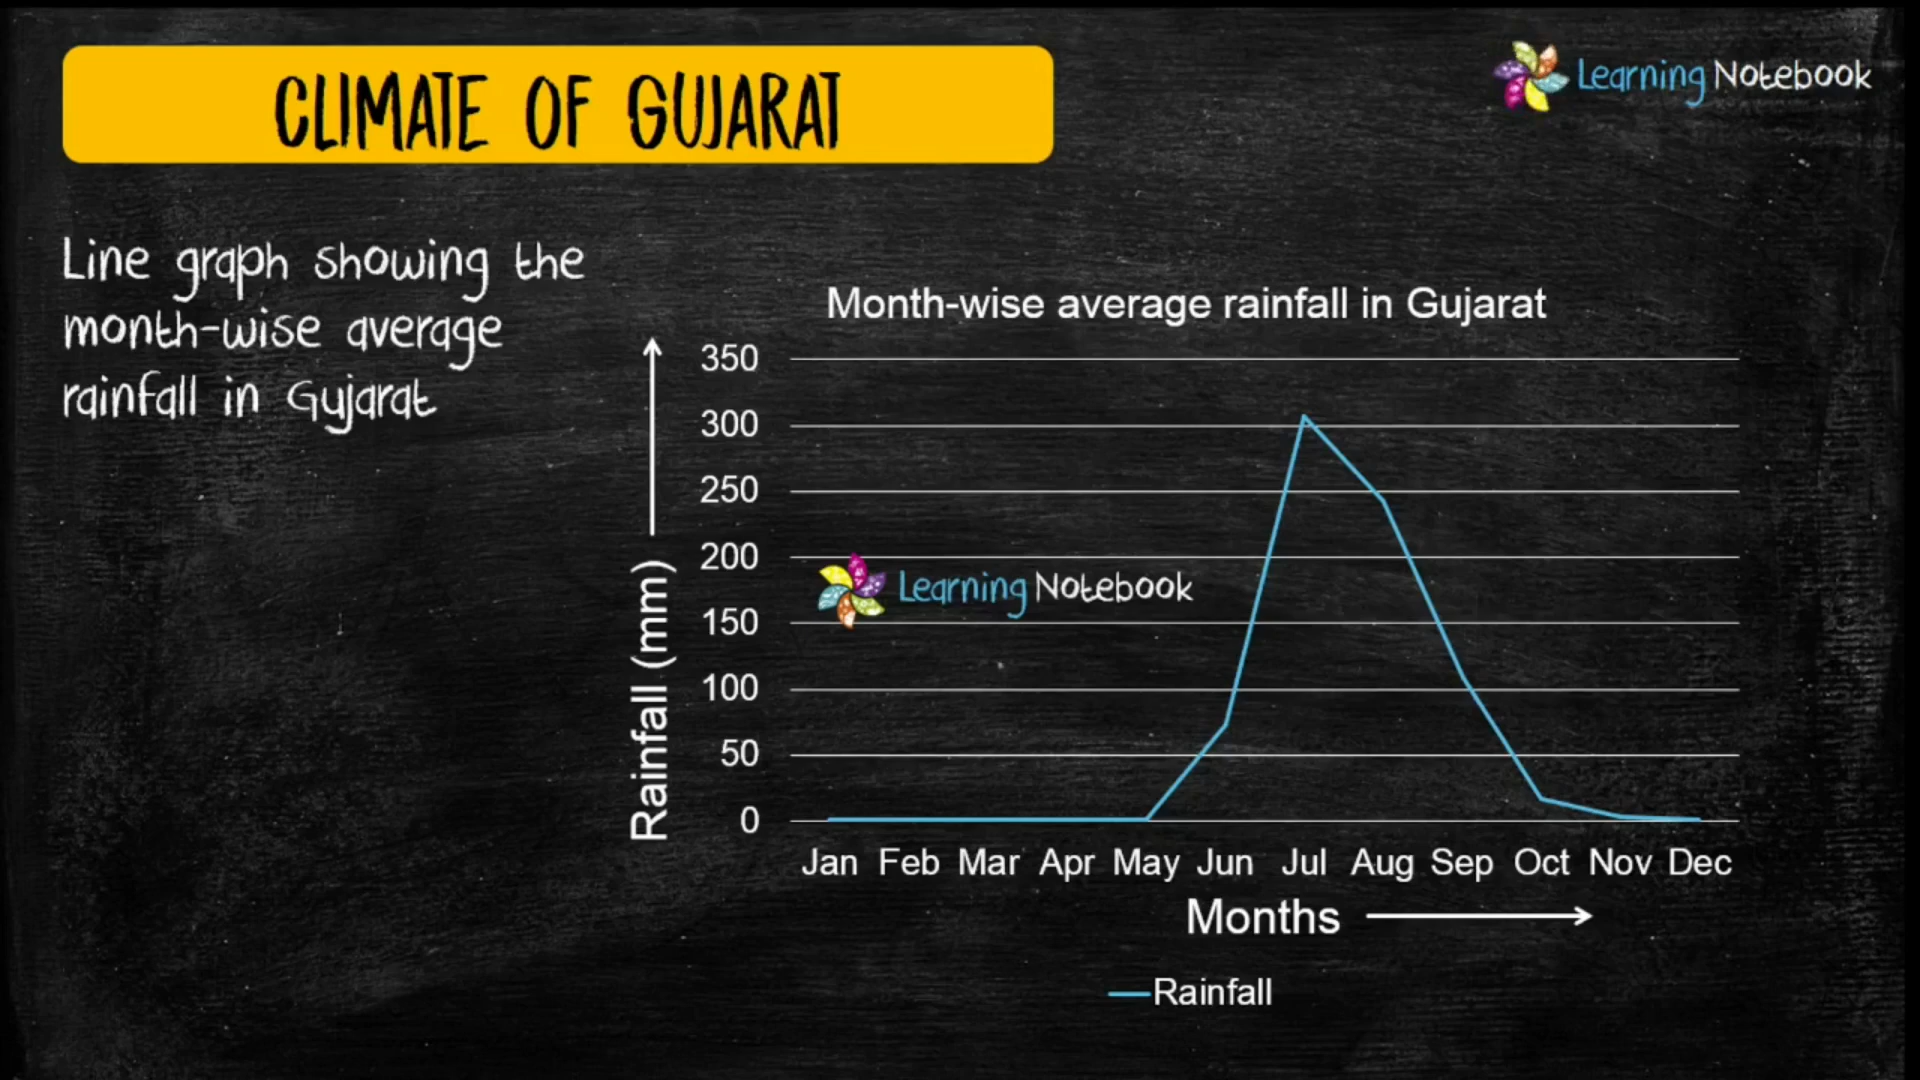 CLIMATE OF GUJARAT
Learning Notebook
Line graph showing the
month-wise average
rainfall in Gujarat
Month-wise average rainfall in Gujarat
350
300
250
200
150
100
50
0
Rainfall (mm)
Learning Notebook
Jan Feb Mar Apr May Jun Jul Aug Sep Oct Nov Dec
Months
Rainfall